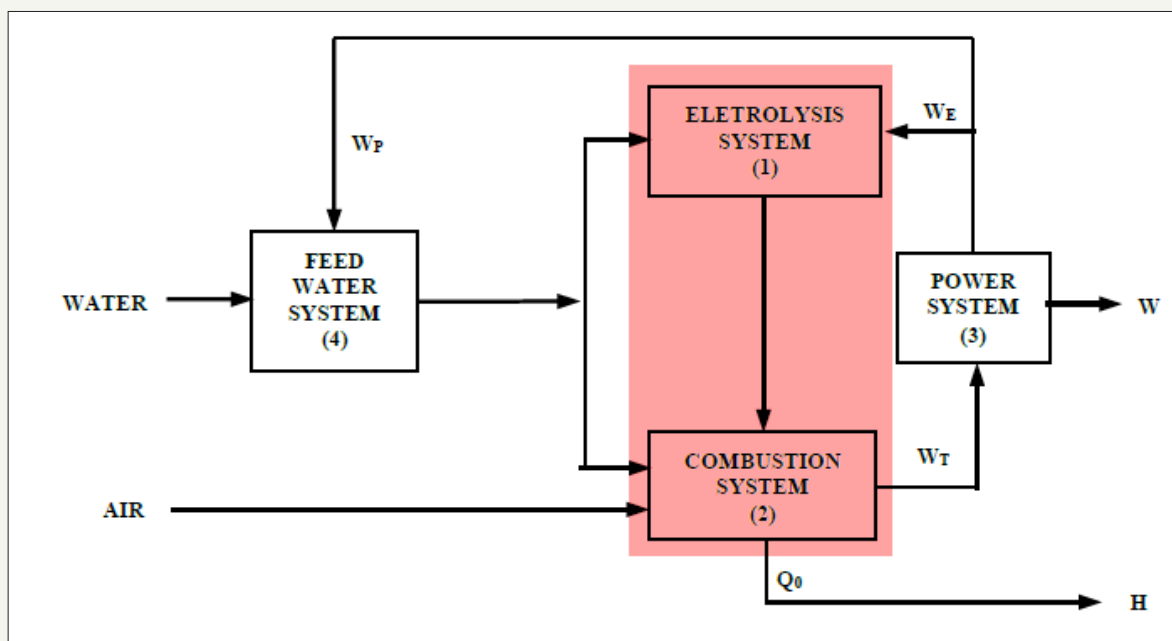 ELETROLYSIS
SYSTEM
(1)
WE
WP
FEED
WATER
SYSTEM
(4)
WATER
POWER
SYSTEM
(3)
W
COMBUSTION
SYSTEM
(2)
WT
AIR
Q0
H